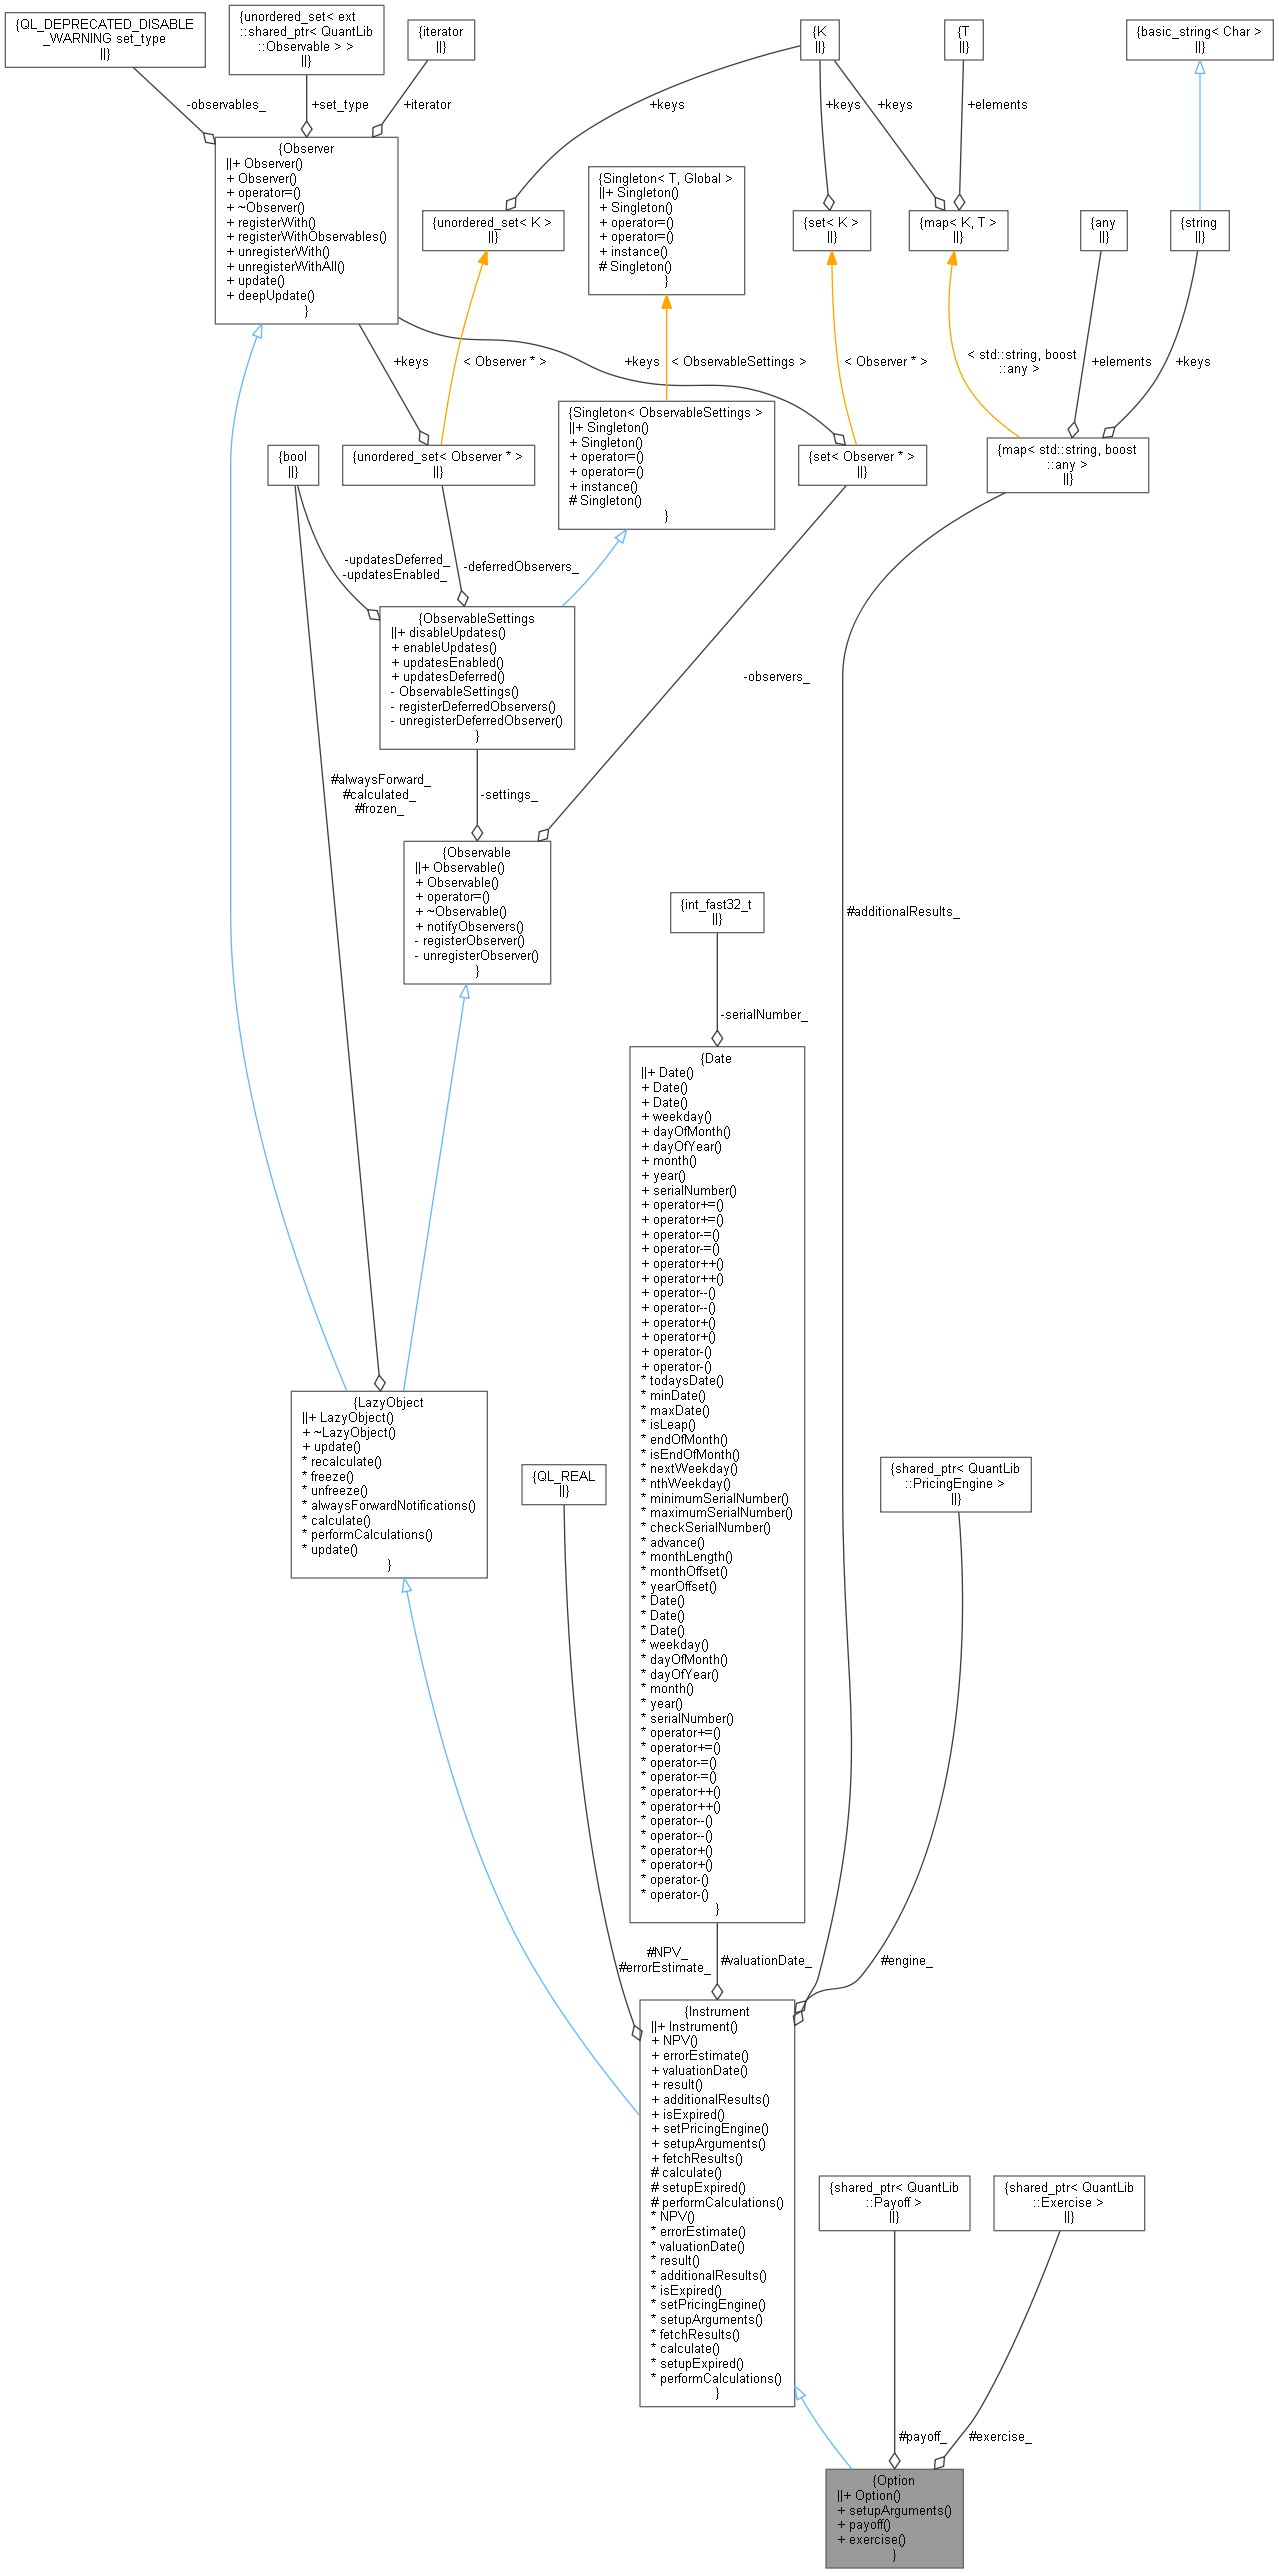 {QL_DEPRECATED_DISABLE
_WARNING set_type
||}
{unordered_set< ext
::shared_ptr< QuantLib
::Observable > >
||}
{iterator
||}
{K
||}
{T
||}
{basic_string< Char >
||}
-observables_
+set_type
+iterator
+keys
+keys
+keys
+elements
{Observer
||+ Observer()
+ Observer()
+ operator=()
+ ~Observer()
+ registerWith()
+ registerWithObservables()
+ unregisterWith()
+ unregisterWithAll()
+ update()
+ deepUpdate()
}
{unordered_set< K >
||}
{Singleton< T, Global >
||+ Singleton()
+ Singleton()
+ operator=()
+ operator=()
+ instance()
# Singleton()
}
{set< K >
||}
{map< K, T >
||}
{any
||}
{string
||}
+keys
< Observer * >
+keys
< ObservableSettings >
< Observer * >
< std::string, boost
::any >
+elements
+keys
{bool
||}
{unordered_set< Observer * >
||}
{Singleton< ObservableSettings >
||+ Singleton()
+ Singleton()
+ operator=()
+ operator=()
+ instance()
# Singleton()
}
{set< Observer * >
||}
{map< std::string, boost
::any >
||}
-updatesDeferred_
-updatesEnabled_
-deferredObservers_
{ObservableSettings
||+ disableUpdates()
+ enableUpdates()
+ updatesEnabled()
+ updatesDeferred()
- ObservableSettings()
- registerDeferredObservers()
- unregisterDeferredObserver()
}
-observers_
#alwaysForward_
#calculated_
#frozen_
-settings_
{Observable
||+ Observable()
+ Observable()
+ operator=()
+ ~Observable()
+ notifyObservers()
- registerObserver()
- unregisterObserver()
}
{int_fast32_t
||}
#additionalResults_
-serialNumber_
{Date
||+ Date()
+ Date()
+ Date()
+ weekday()
+ dayOfMonth()
+ dayOfYear()
+ month()
+ year()
+ serialNumber()
+ operator+=()
+ operator+=()
+ operator-=()
+ operator-=()
+ operator++()
+ operator++()
+ operator--()
+ operator--()
+ operator+()
+ operator+()
+ operator-()
+ operator-()
* todaysDate()
* minDate()
* maxDate()
* isLeap()
* endOfMonth()
* isEndOfMonth()
* nextWeekday()
* nthWeekday()
* minimumSerialNumber()
* maximumSerialNumber()
* checkSerialNumber()
* advance()
* monthLength()
* monthOffset()
* yearOffset()
* Date()
* Date()
* Date()
* weekday()
* dayOfMonth()
* dayOfYear()
* month()
* year()
* serialNumber()
* operator+=()
* operator+=()
* operator-=()
* operator-=()
* operator++()
* operator++()
* operator--()
* operator--()
* operator+()
* operator+()
* operator-()
* operator-()
}
{LazyObject
||+ LazyObject()
+ ~LazyObject()
+ update()
* recalculate()
* freeze()
* unfreeze()
* alwaysForwardNotifications()
* calculate()
* performCalculations()
* update()
}
{QL_REAL
||}
{shared_ptr< QuantLib
::PricingEngine >
||}
#NPV_
#errorEstimate_
#valuationDate_
#engine_
{Instrument
||+ Instrument()
+ NPV()
+ errorEstimate()
+ valuationDate()
+ result()
+ additionalResults()
+ isExpired()
+ setPricingEngine()
+ setupArguments()
+ fetchResults()
# calculate()
# setupExpired()
# performCalculations()
* NPV()
* errorEstimate()
* valuationDate()
* result()
* additionalResults()
* isExpired()
* setPricingEngine()
* setupArguments()
* fetchResults()
* calculate()
* setupExpired()
* performCalculations()
}
{shared_ptr< QuantLib
::Payoff >
||}
{shared_ptr< QuantLib
::Exercise >
||}
#payoff_
#exercise_
{Option
||+ Option()
+ setupArguments()
+ payoff()
+ exercise()
}